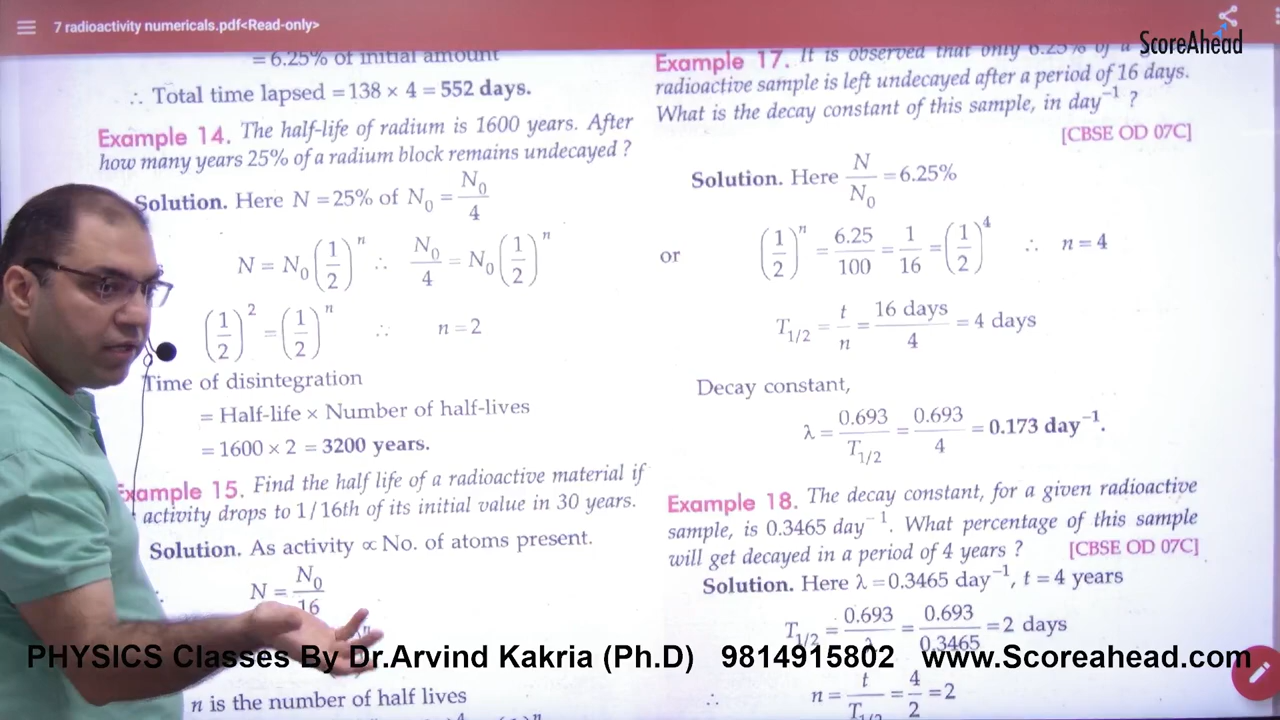 7 radioactivity numericals.pdf<Read-only>
ScoreAhead
= 6.25% of initial amount
∴ Total time lapsed = 138 × 4 = 552 days.
Example 14. The half-life of radium is 1600 years. After
how many years 25% of a radium block remains undecayed ?
Solution. Here N = 25% of N₀ = N₀/4
N = N₀ (1/2)ⁿ ∴ N₀/4 = N₀ (1/2)ⁿ
(1/2)² = (1/2)ⁿ ∴ n = 2
Time of disintegration
= Half-life × Number of half-lives
= 1600 × 2 = 3200 years.
Example 15. Find the half life of a radioactive material if
activity drops to 1/16th of its initial value in 30 years.
Solution. As activity ∝ No. of atoms present.
∴ N = N₀/16
n is the number of half lives
Example 17. It is observed that only 6.25% of a
radioactive sample is left undecayed after a period of 16 days.
What is the decay constant of this sample, in day⁻¹ ?
[CBSE OD 07C]
Solution. Here N/N₀ = 6.25%
or (1/2)ⁿ = 6.25/100 = 1/16 = (1/2)⁴ ∴ n = 4
T₁/₂ = t/n = 16 days/4 = 4 days
Decay constant,
λ = 0.693/T₁/₂ = 0.693/4 = 0.173 day⁻¹.
Example 18. The decay constant, for a given radioactive
sample, is 0.3465 day⁻¹. What percentage of this sample
will get decayed in a period of 4 years ? [CBSE OD 07C]
Solution. Here λ = 0.3465 day⁻¹, t = 4 years
T₁/₂ = 0.693/λ = 0.693/0.3465 = 2 days
∴ n = t/T₁/₂ = 4/2 = 2
PHYSICS Classes By Dr.Arvind Kakria (Ph.D) 9814915802 www.Scoreahead.com